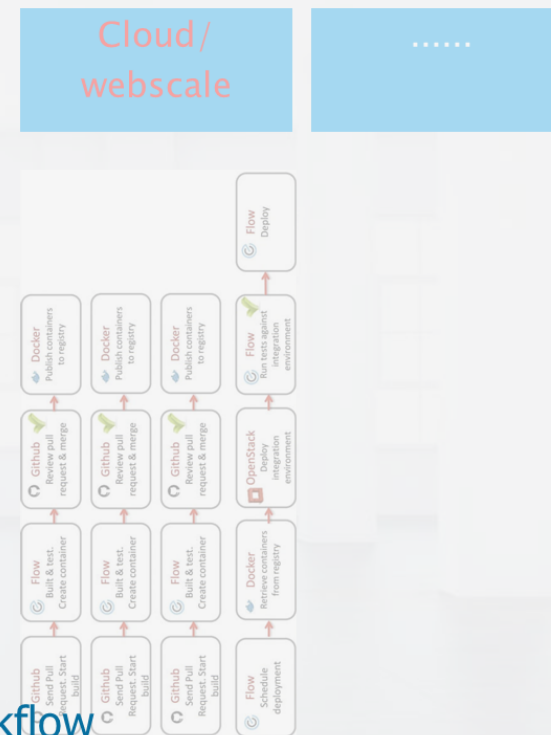 Cloud/
webscale
......
Flow
Deploy
Docker
Publish containers
to registry
Docker
Publish containers
to registry
Docker
Publish containers
to registry
Flow
Run tests against
integration
environment
Github
Review pull
request & merge
Github
Review pull
request & merge
Github
Review pull
request & merge
OpenStack
Deploy
integration
environment
Flow
Built & test.
Create container
Flow
Built & test.
Create container
Flow
Built & test.
Create container
Docker
Retrieve containers
from registry
Github
Send Pull
Request. Start
build
Github
Send Pull
Request. Start
build
Github
Send Pull
Request. Start
build
Flow
Schedule
deployment
kflow